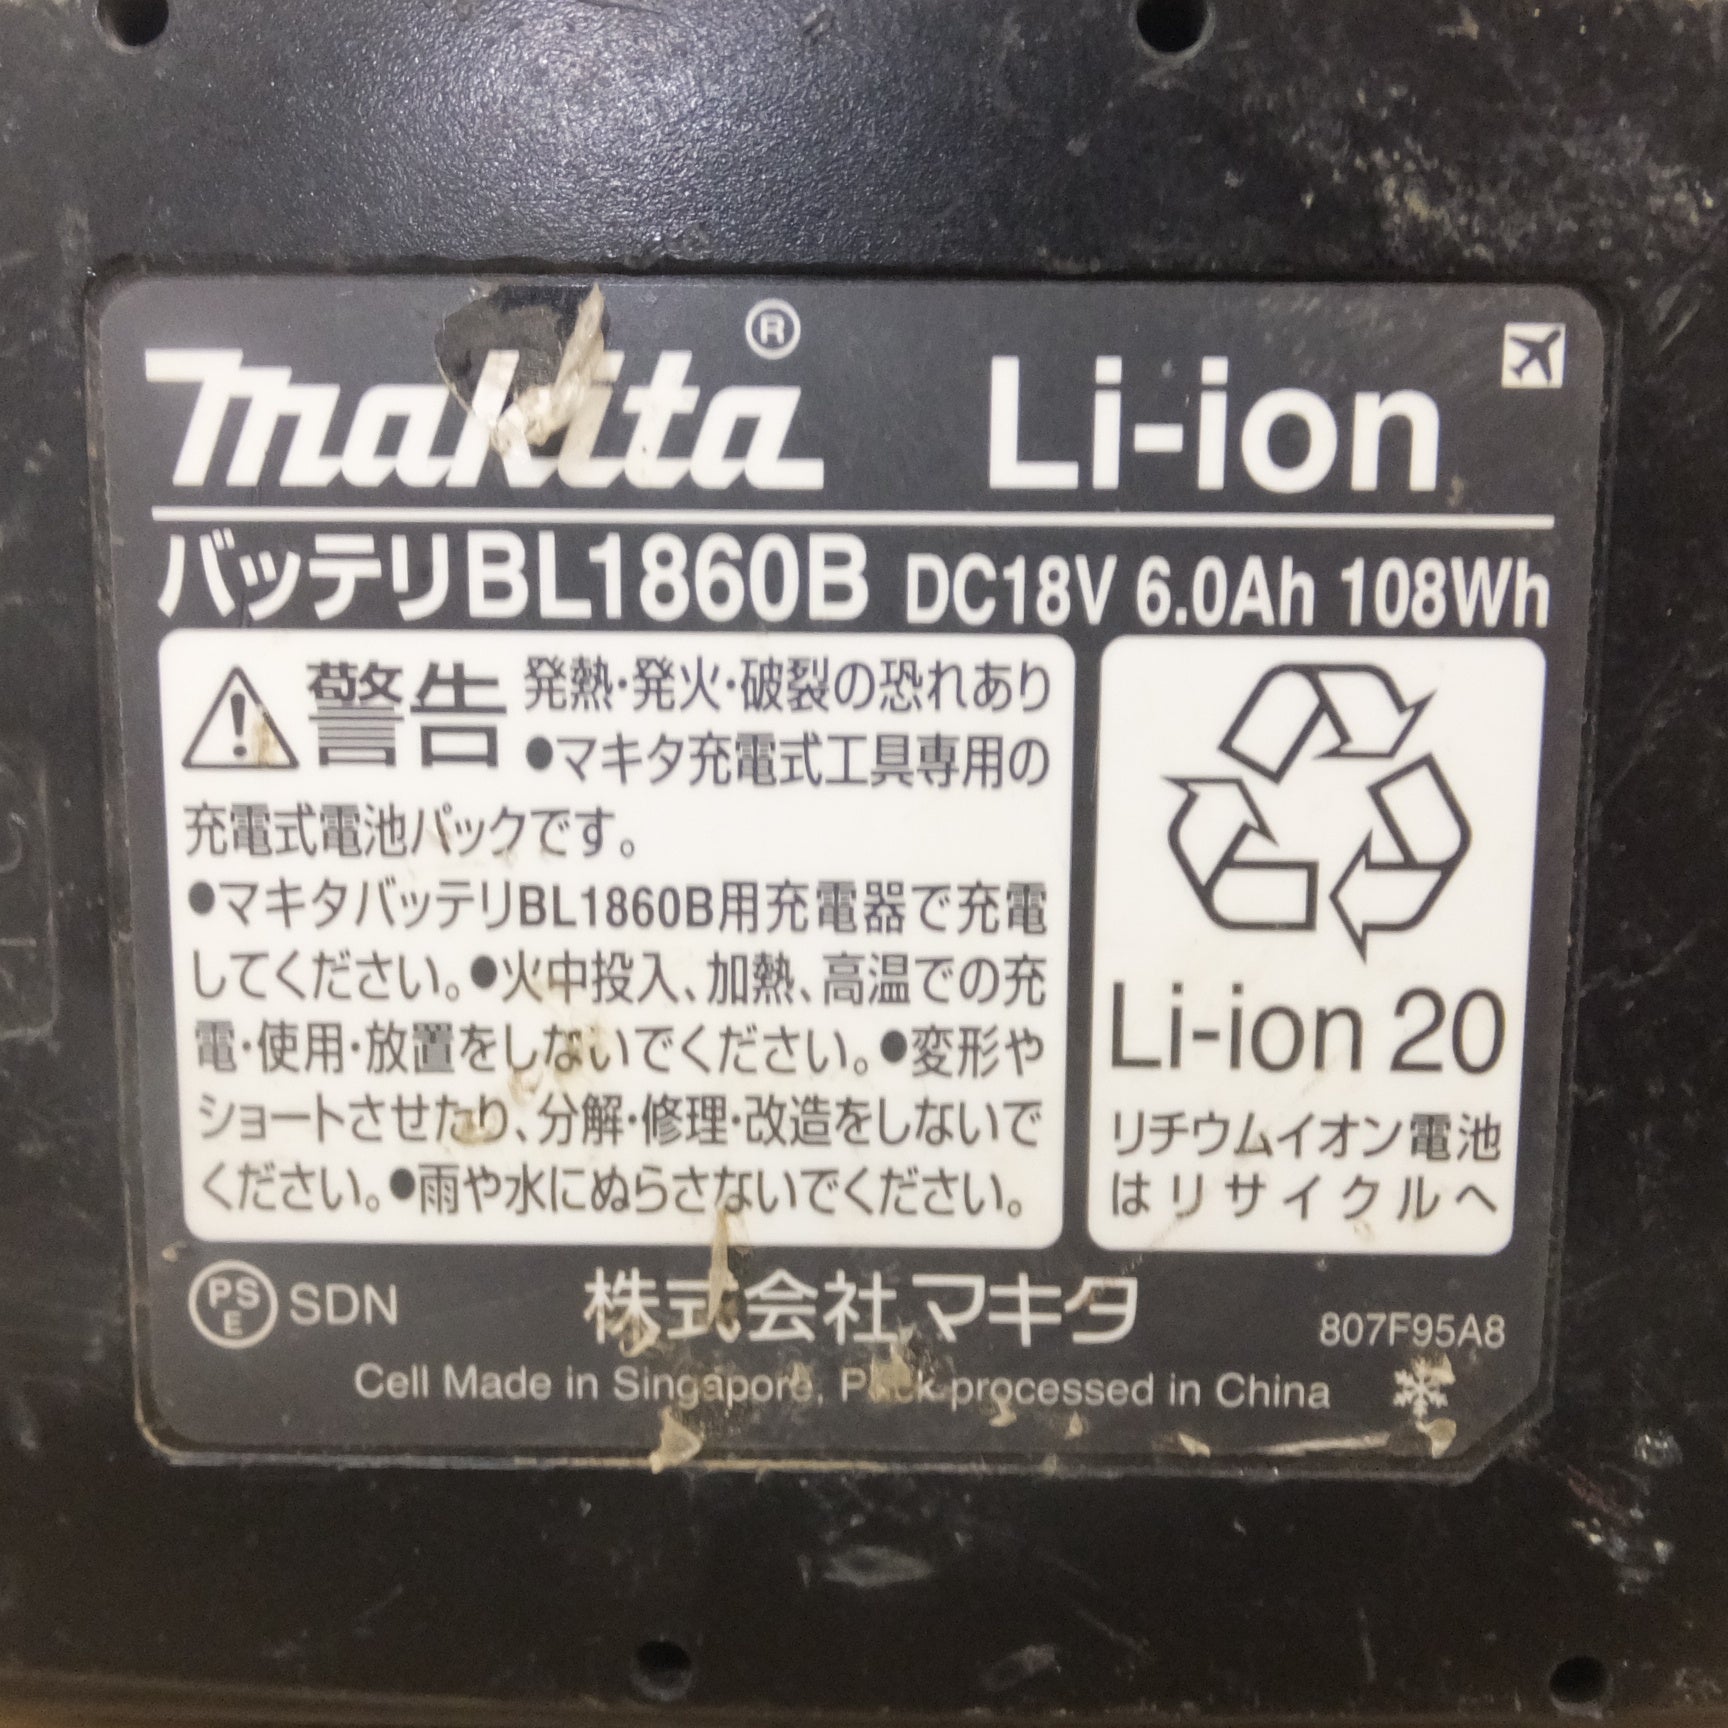 makita® Li-ion
バッテリBL1860B DC18V 6.0Ah 108Wh
警告 発熱・発火・破裂の恐れあり
●マキタ充電式工具専用の
充電式電池パックです。
●マキタバッテリBL1860B用充電器で充電
してください。●火中投入、加熱、高温での充
電・使用・放置をしないでください。●変形や
ショートさせたり、分解・修理・改造をしないで
ください。●雨や水にぬらさないでください。
Li-ion 20
リチウムイオン電池
はリサイクルへ
PSE SDN 株式会社マキタ 807F95A8
Cell Made in Singapore, Pack processed in China